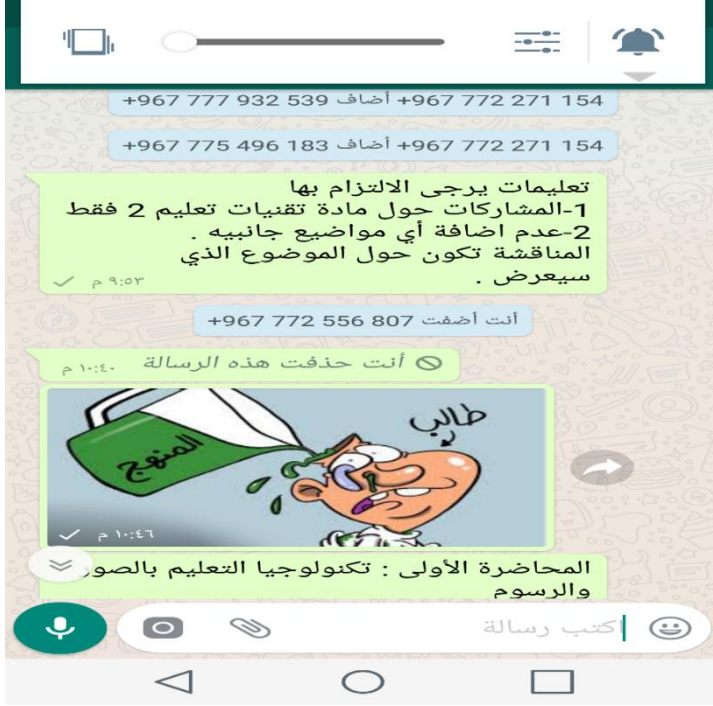 +967 772 271 154 أضاف +967 777 932 539
+967 772 271 154 أضاف +967 775 496 183
تعليمات يرجى الالتزام بها
1-المشاركات حول مادة تقنيات تعليم 2 فقط
2-عدم اضافة أي مواضيع جانبيه .
المناقشة تكون حول الموضوع الذي
سيعرض .
٩:٥٣ م
أنت أضفت +967 772 556 807
أنت حذفت هذه الرسالة
١٠:٤٠ م
طالب
المنهج
١٠:٤٦ م
المحاضرة الأولى : تكنولوجيا التعليم بالصور
والرسوم
اكتب رسالة